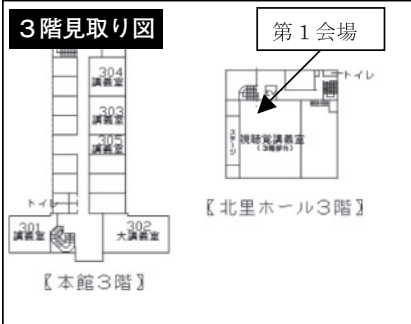 3階見取り図
第1会場
304
講義室
303
講義室
305
講義室
トイレ
301
講義室
302
大講義室
【本館3階】
トイレ
ステージ
視聴覚講義室
【北里ホール3階】